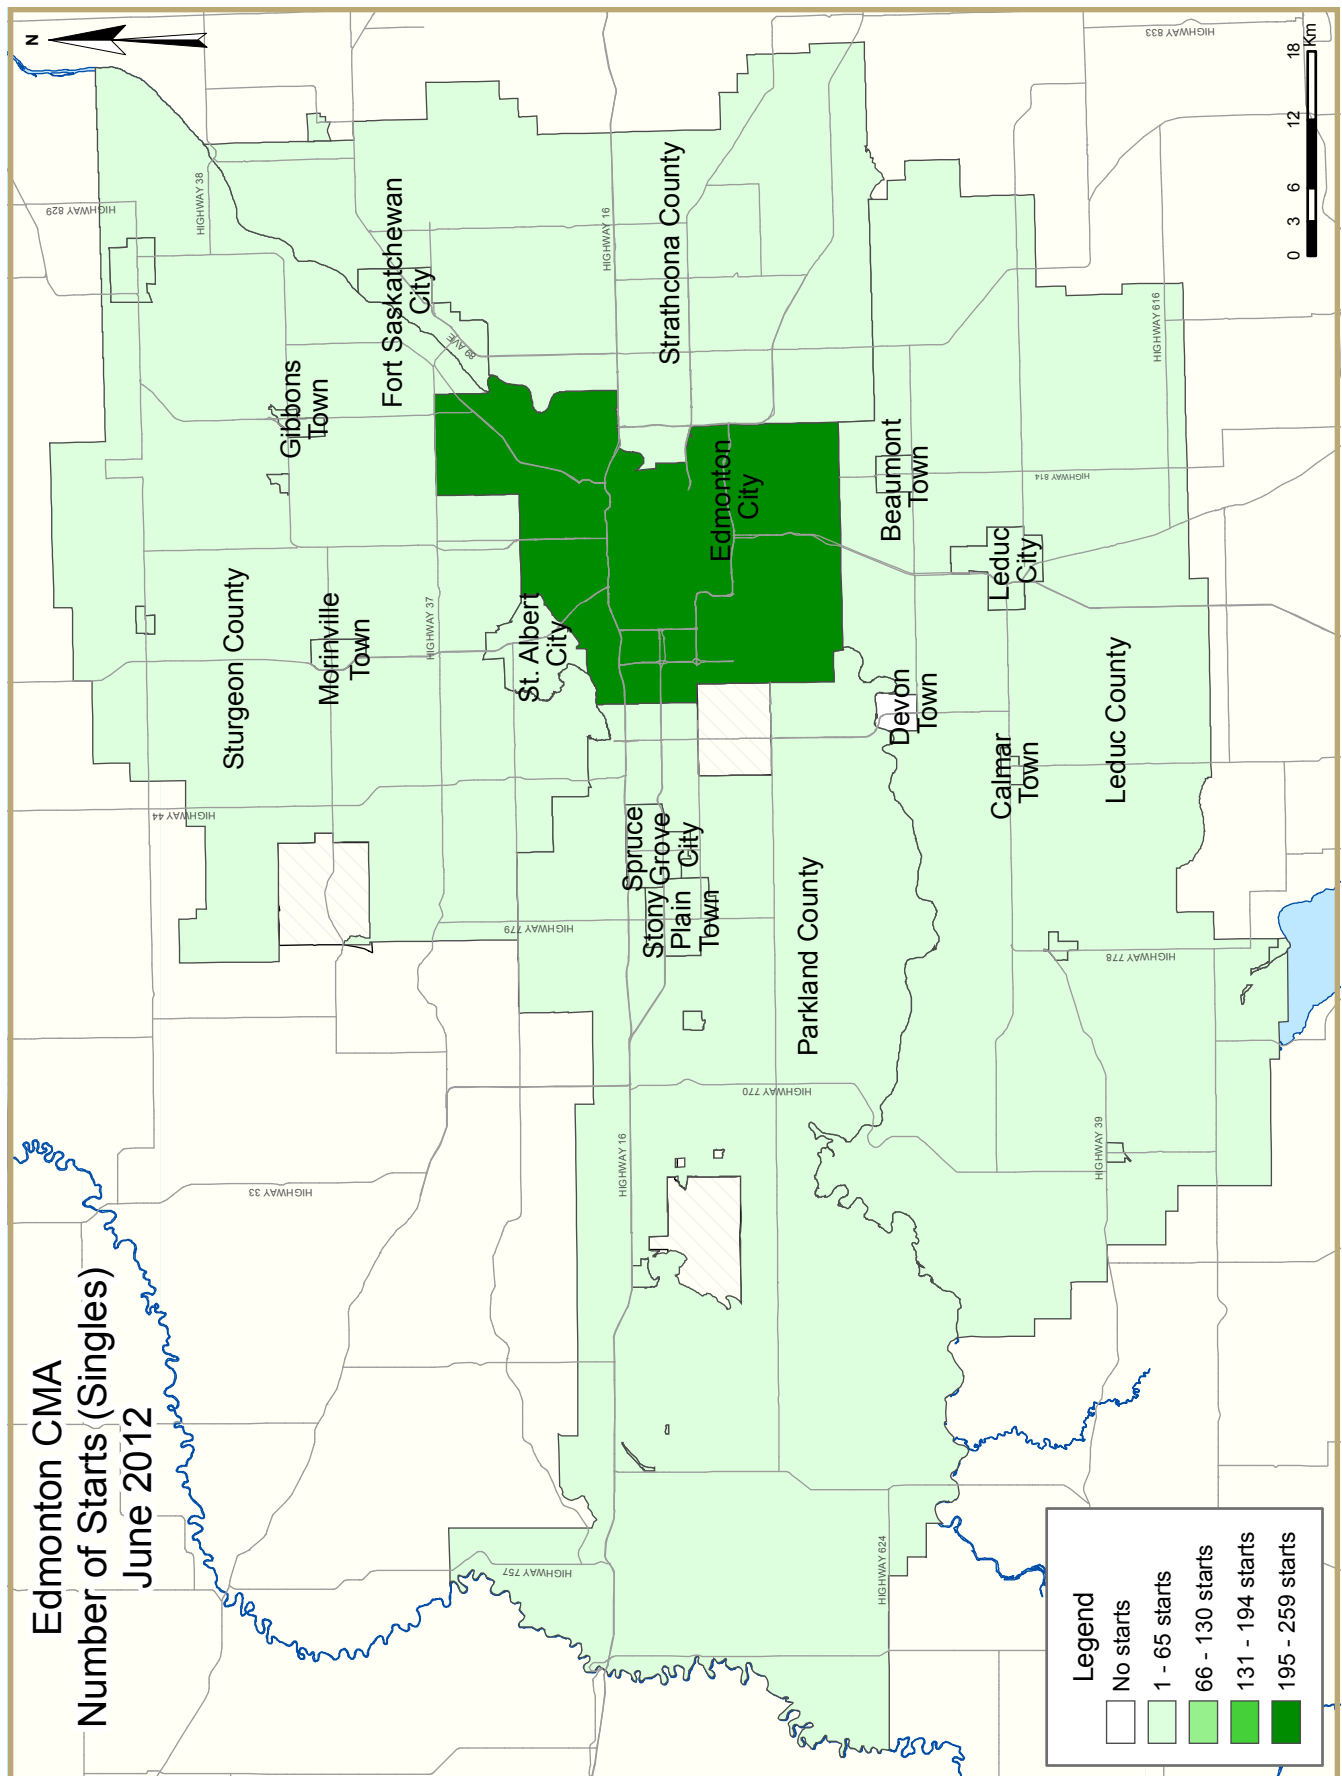 Edmonton CMA
Number of Starts (Singles)
June 2012
N
HIGHWAY 833
HIGHWAY 829
HIGHWAY 38
HIGHWAY 16
Fort Saskatchewan
City
89 AVE
Strathcona County
HIGHWAY 616
Gibbons
Town
Edmonton
City
Beaumont
Town
HIGHWAY 814
Leduc
City
Sturgeon County
Morinville
Town
HIGHWAY 37
St. Albert
City
Devon
Town
Calmar
Town
Leduc County
HIGHWAY 44
Spruce
Grove
City
Stony
Plain
Town
HIGHWAY 779
Parkland County
HIGHWAY 778
HIGHWAY 770
HIGHWAY 16
HIGHWAY 39
HIGHWAY 33
HIGHWAY 757
HIGHWAY 624
Legend
No starts
1 - 65 starts
66 - 130 starts
131 - 194 starts
195 - 259 starts
0 3 6 12 18
Km